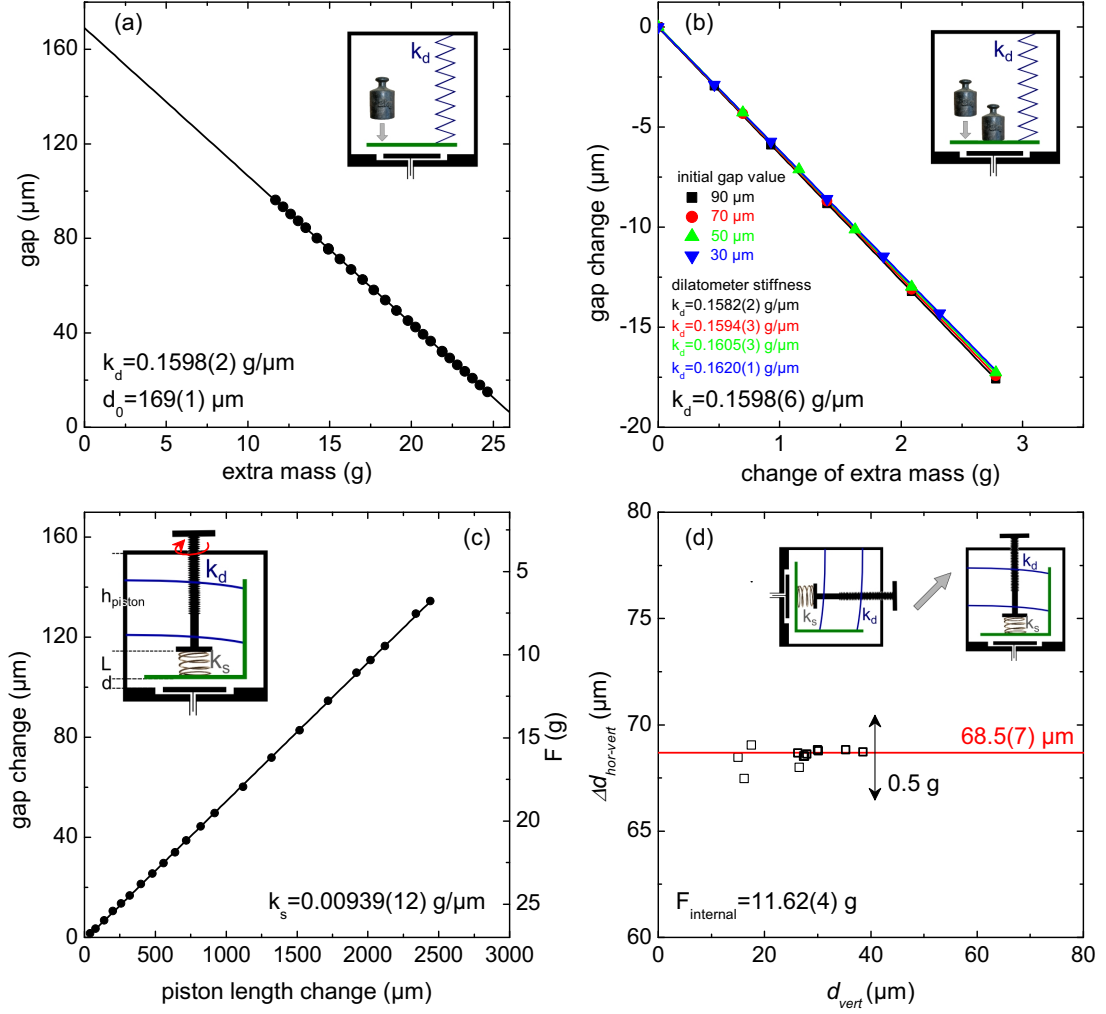 (a)
k_d
160
120
80
40
0
gap (µm)
k_d=0.1598(2) g/µm
d_0=169(1) µm
0 5 10 15 20 25
extra mass (g)
(b)
k_d
0
-5
-10
-15
-20
gap change (µm)
initial gap value
90 µm
70 µm
50 µm
30 µm
dilatometer stiffness
k_d=0.1582(2) g/µm
k_d=0.1594(3) g/µm
k_d=0.1605(3) g/µm
k_d=0.1620(1) g/µm
k_d=0.1598(6) g/µm
0 1 2 3
change of extra mass (g)
(c)
k_d
h_piston
L
k_s
d
160
120
80
40
0
gap change (µm)
5
10
15
20
25
F (g)
k_s=0.00939(12) g/µm
0 500 1000 1500 2000 2500 3000
piston length change (µm)
(d)
k_s
k_d
k_d
k_s
80
75
70
65
60
Δd_hor-vert (µm)
68.5(7) µm
0.5 g
F_internal=11.62(4) g
0 20 40 60 80
d_vert (µm)